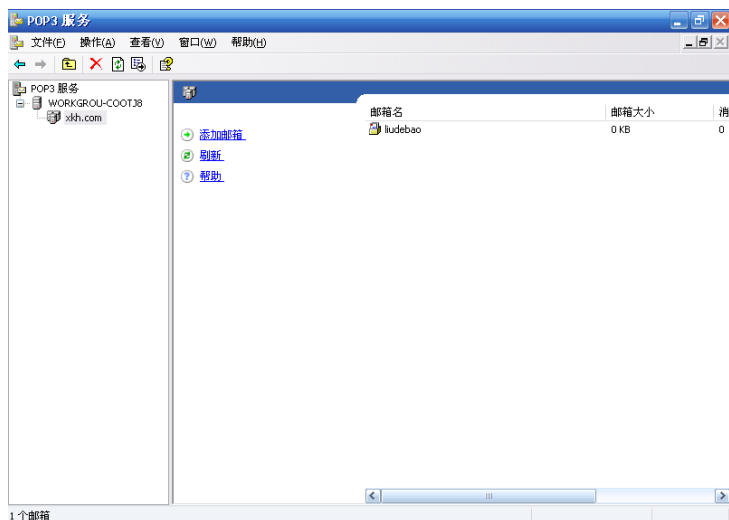 POP3 服务
文件(F) 操作(A) 查看(V) 窗口(W) 帮助(H)
POP3 服务
WORKGROU-COOTJ8
xkh.com
邮箱名 邮箱大小 消
liudebao 0 KB 0
添加邮箱
刷新
帮助
1 个邮箱